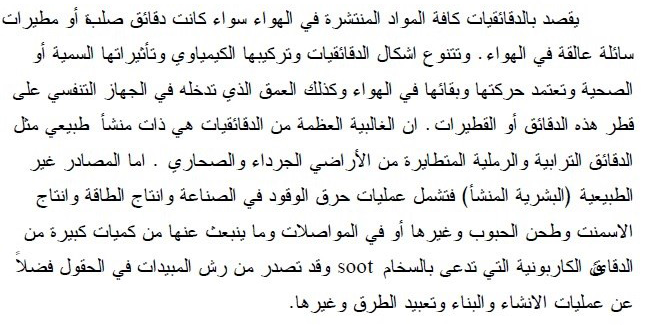 يقصد بالدقائقيات كافة المواد المنتشرة في الهواء سواء كانت دقائق صلبة أو مطيرات
سائلة عالقة في الهواء. وتتنوع اشكال الدقائقيات وتركيبها الكيمياوي وتأثيراتها السمية أو
الصحية وتعتمد حركتها وبقائها في الهواء وكذلك العمق الذي تدخله في الجهاز التنفسي على
قطر هذه الدقائق أو القطيرات. ان الغالبية العظمة من الدقائقيات هي ذات منشأ طبيعي مثل
الدقائق الترابية والرملية المتطايرة من الأراضي الجرداء والصحاري . اما المصادر غير
الطبيعية (البشرية المنشأ) فتشمل عمليات حرق الوقود في الصناعة وانتاج الطاقة وانتاج
الاسمنت وطحن الحبوب وغيرها أو في المواصلات وما ينبعث عنها من كميات كبيرة من
الدقائق الكاربونية التي تدعى بالسخام soot وقد تصدر من رش المبيدات في الحقول فضلاً
عن عمليات الانشاء والبناء وتعبيد الطرق وغيرها.